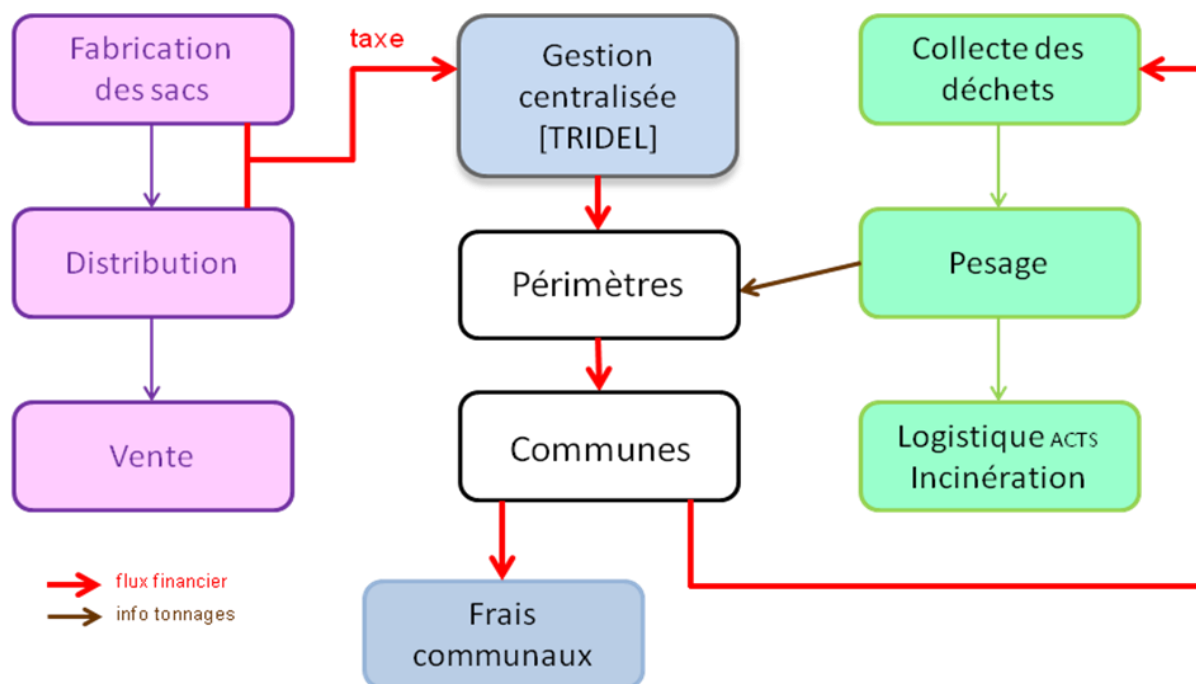 Fabrication
des sacs
taxe
Gestion
centralisée
[TRIDEL]
Collecte des
déchets
Distribution
Périmètres
Pesage
Vente
Communes
Logistique ACTS
Incinération
flux financier
info tonnages
Frais
communaux